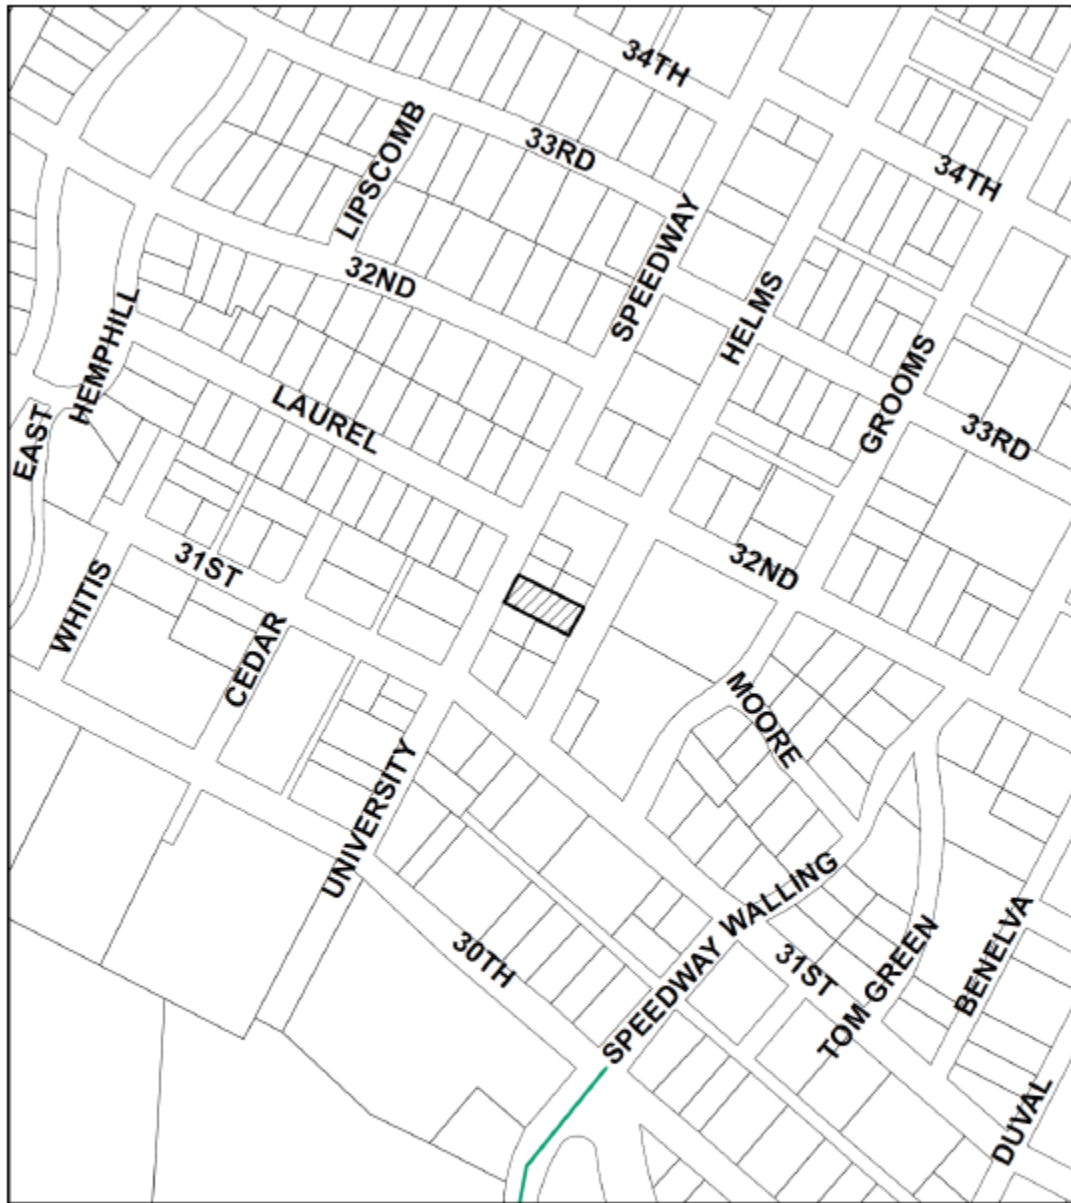 34TH
LIPSCOMB
33RD
34TH
SPEEDWAY
32ND
HELMS
HEMPHILL
GROOMS
LAUREL
EAST
33RD
31ST
32ND
WHITIS
CEDAR
MOORE
UNIVERSITY
WALLING
SPEEDWAY
30TH
31ST
TOM GREEN
BENELVA
DUVAL